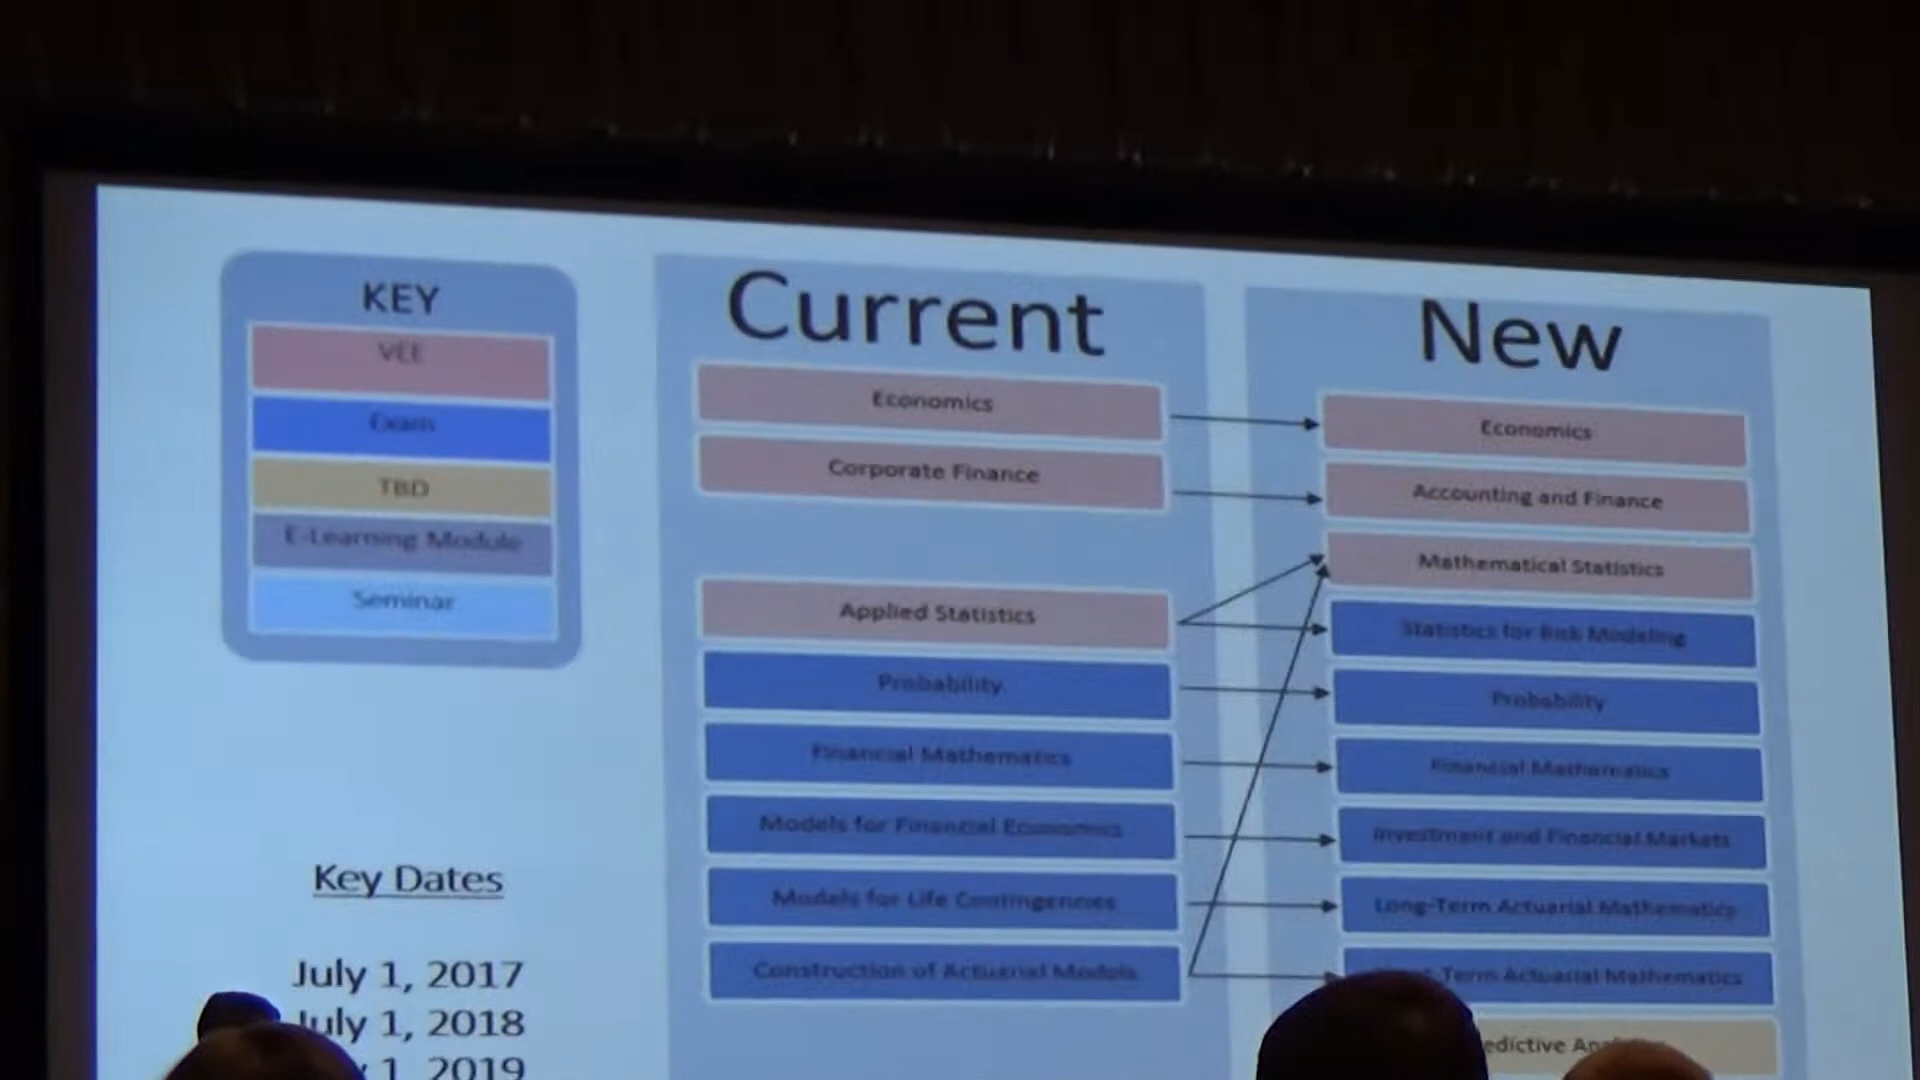 KEY
VEE
Exam
TBD
E-Learning Module
Seminar
Key Dates
July 1, 2017
July 1, 2018
1, 2019
Current
Economics
Corporate Finance
Applied Statistics
Probability
Financial Mathematics
Models for Financial Economics
Models for Life Contingencies
Construction of Actuarial Models
New
Economics
Accounting and Finance
Mathematical Statistics
Statistics for Risk Modeling
Probability
Financial Mathematics
Investment and Financial Markets
Long-Term Actuarial Mathematics
-Term Actuarial Mathematics